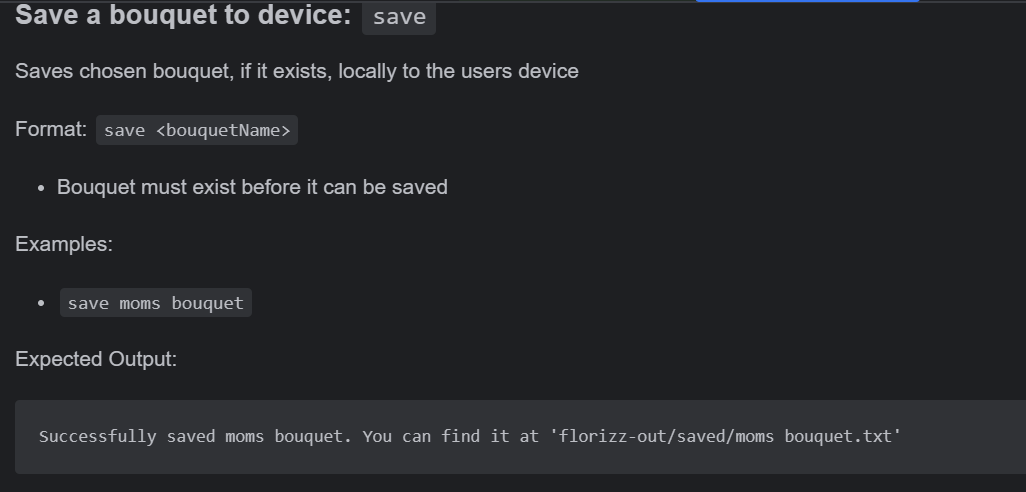 Save a bouquet to device: save
Saves chosen bouquet, if it exists, locally to the users device
Format: save <bouquetName>
• Bouquet must exist before it can be saved
Examples:
• save moms bouquet
Expected Output:
Successfully saved moms bouquet. You can find it at 'florizz-out/saved/moms bouquet.txt'